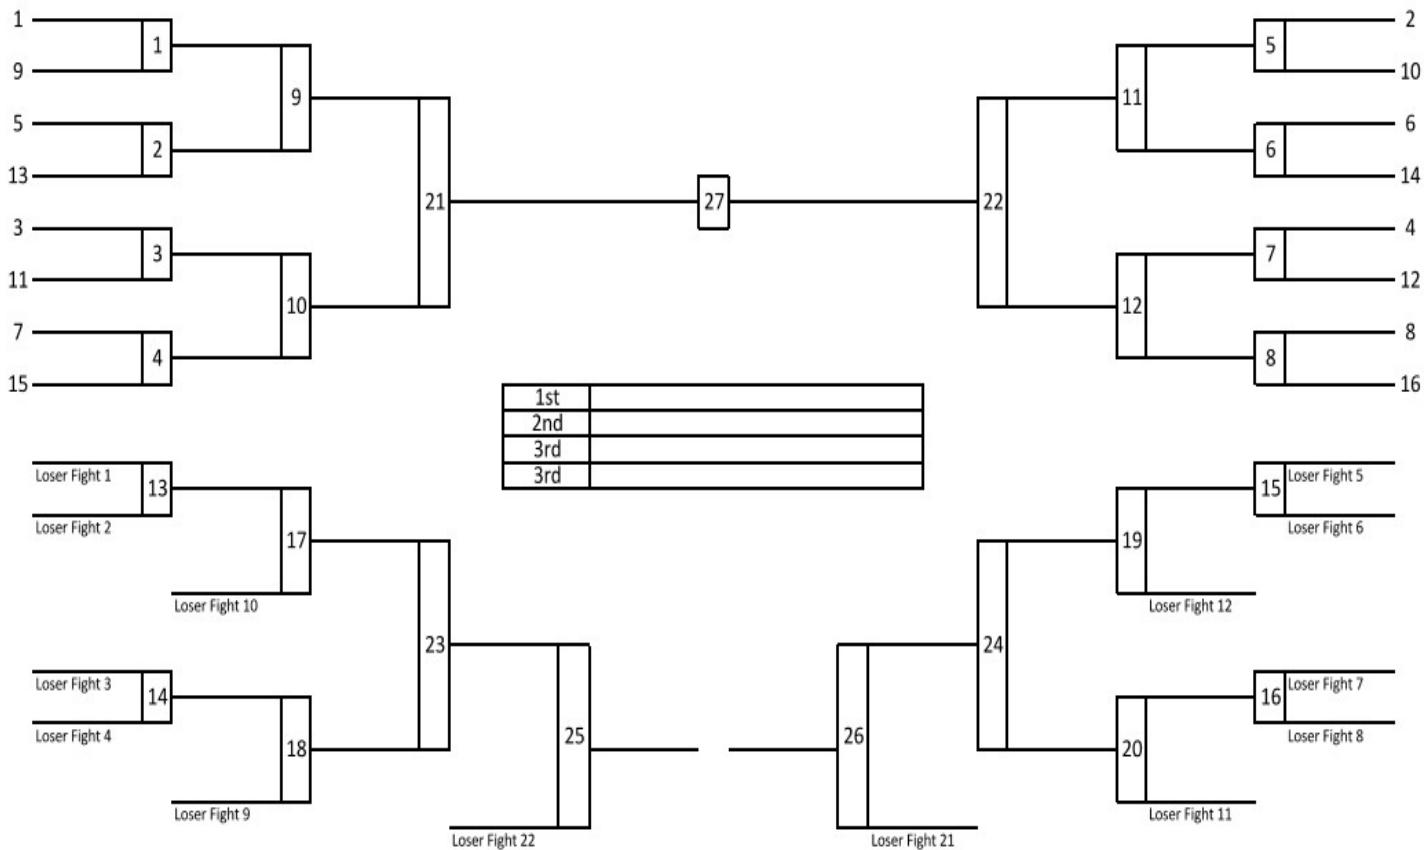 1
2
1
5
9
10
9
11
5
6
2
6
13
14
21
27
22
3
4
3
7
11
12
10
12
7
8
4
8
15
16
1st
2nd
3rd
3rd
Loser Fight 1
13
15
Loser Fight 5
Loser Fight 2
Loser Fight 6
17
19
Loser Fight 10
Loser Fight 12
23
24
Loser Fight 3
14
16
Loser Fight 7
Loser Fight 4
Loser Fight 8
25
26
18
20
Loser Fight 9
Loser Fight 11
Loser Fight 22
Loser Fight 21